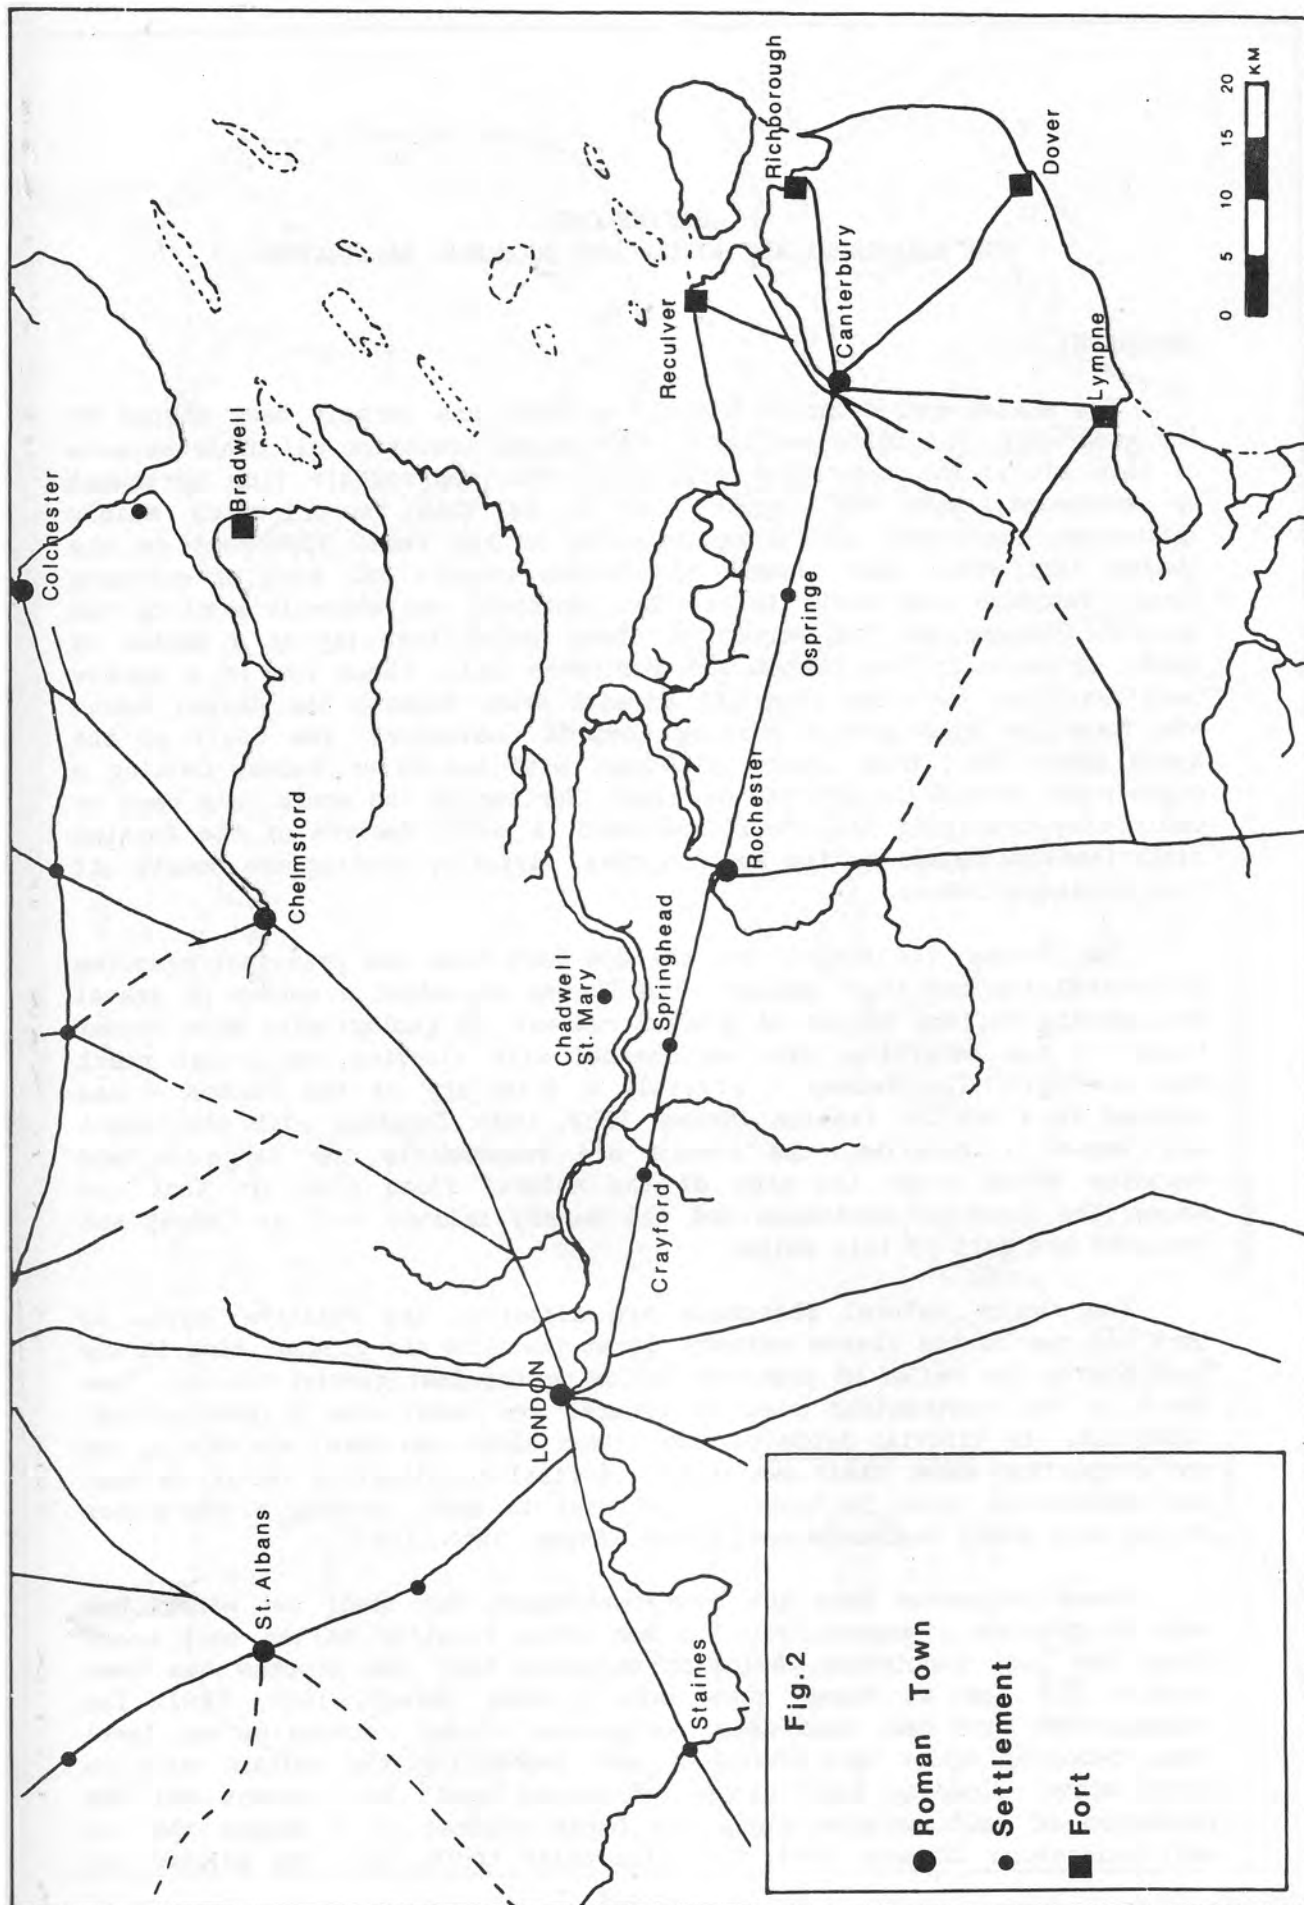 Colchester
Bradwell
Chelmsford
St. Albans
LONDON
Chadwell
St. Mary
Springhead
Crayford
Staines
Rochester
Ospringe
Reculver
Richborough
Canterbury
Dover
Lympne
Fig. 2
Roman Town
Settlement
Fort
0 5 10 15 20
KM